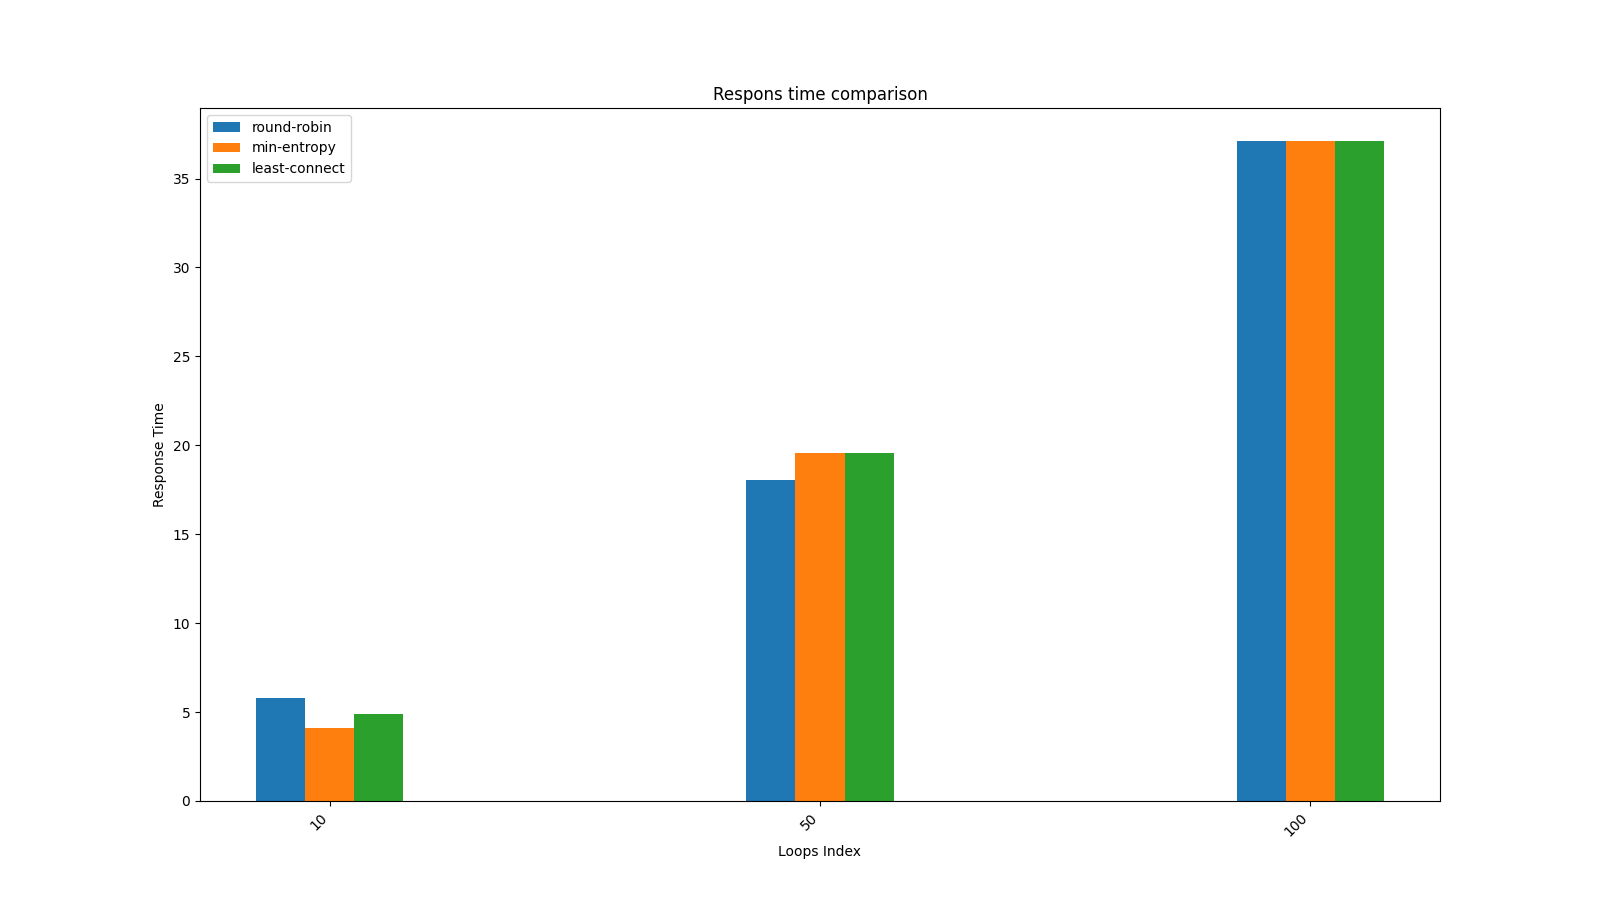 Respons time comparison
round-robin
min-entropy
least-connect
35
30
25
20
15
10
5
0
Response Time
10
50
100
Loops Index